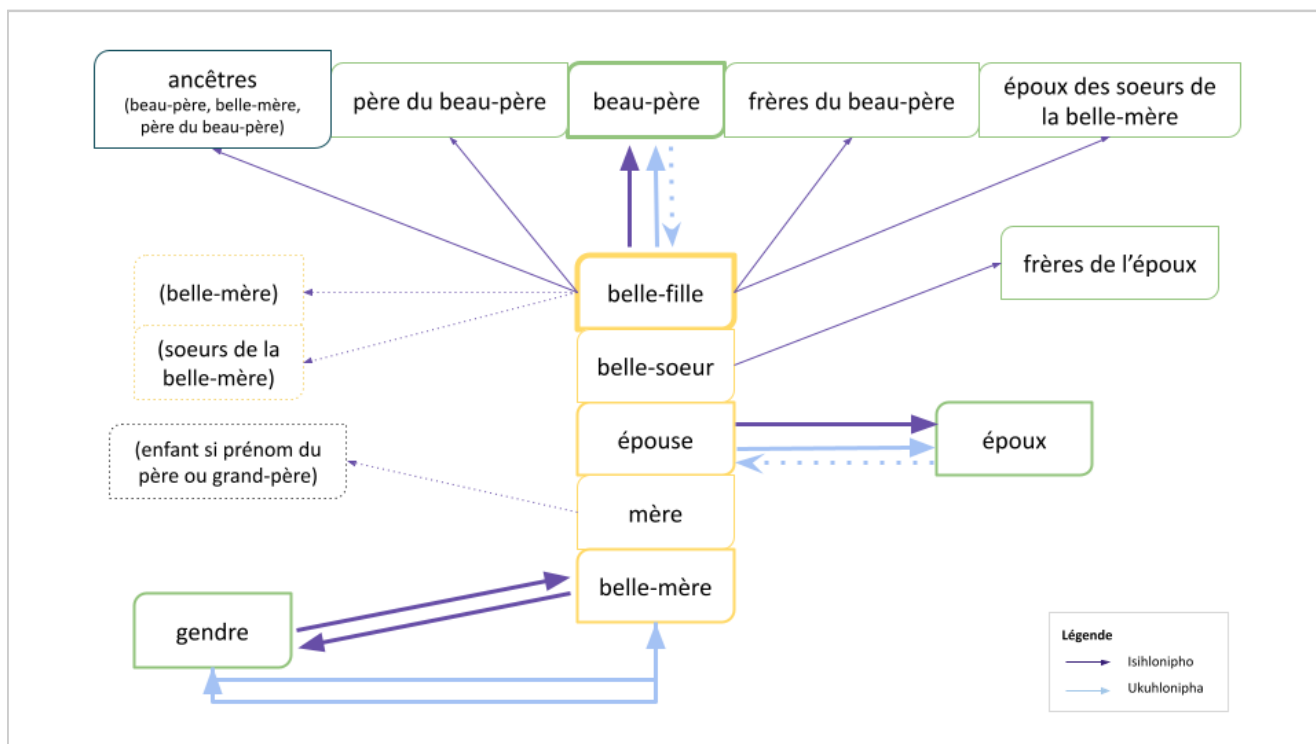 ancêtres
(beau-père, belle-mère,
père du beau-père)
père du beau-père
beau-père
frères du beau-père
époux des soeurs de
la belle-mère
(belle-mère)
belle-fille
frères de l'époux
(soeurs de la
belle-mère)
belle-soeur
(enfant si prénom du
père ou grand-père)
épouse
époux
mère
belle-mère
gendre
Légende
Isihlonipho
Ukuhlonipha